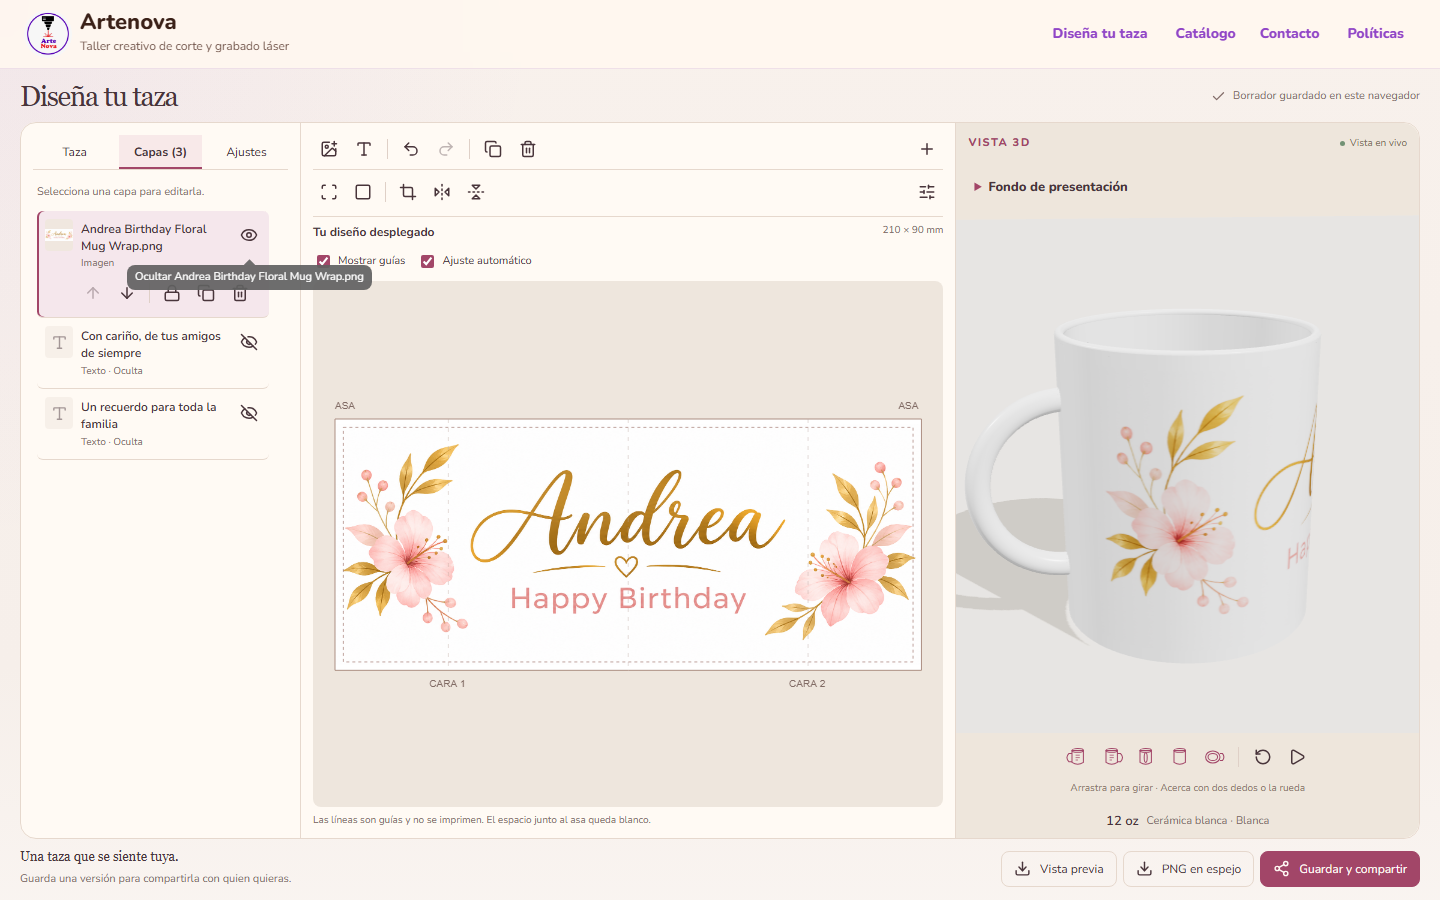 Arte
Nova
Artenova
Taller creativo de corte y grabado láser
Diseña tu taza
Catálogo
Contacto
Políticas
Diseña tu taza
Borrador guardado en este navegador
Taza
Capas (3)
Ajustes
Selecciona una capa para editarla.
Andrea Birthday Floral
Mug Wrap.png
Imagen
Ocultar Andrea Birthday Floral Mug Wrap.png
Con cariño, de tus amigos
de siempre
Texto · Oculta
Un recuerdo para toda la
familia
Texto · Oculta
Tu diseño desplegado
210 × 90 mm
Mostrar guías
Ajuste automático
ASA
ASA
Andrea
Happy Birthday
CARA 1
CARA 2
Las líneas son guías y no se imprimen. El espacio junto al asa queda blanco.
VISTA 3D
Vista en vivo
Fondo de presentación
Arrastra para girar · Acerca con dos dedos o la rueda
12 oz Cerámica blanca · Blanca
Una taza que se siente tuya.
Guarda una versión para compartirla con quien quieras.
Vista previa
PNG en espejo
Guardar y compartir